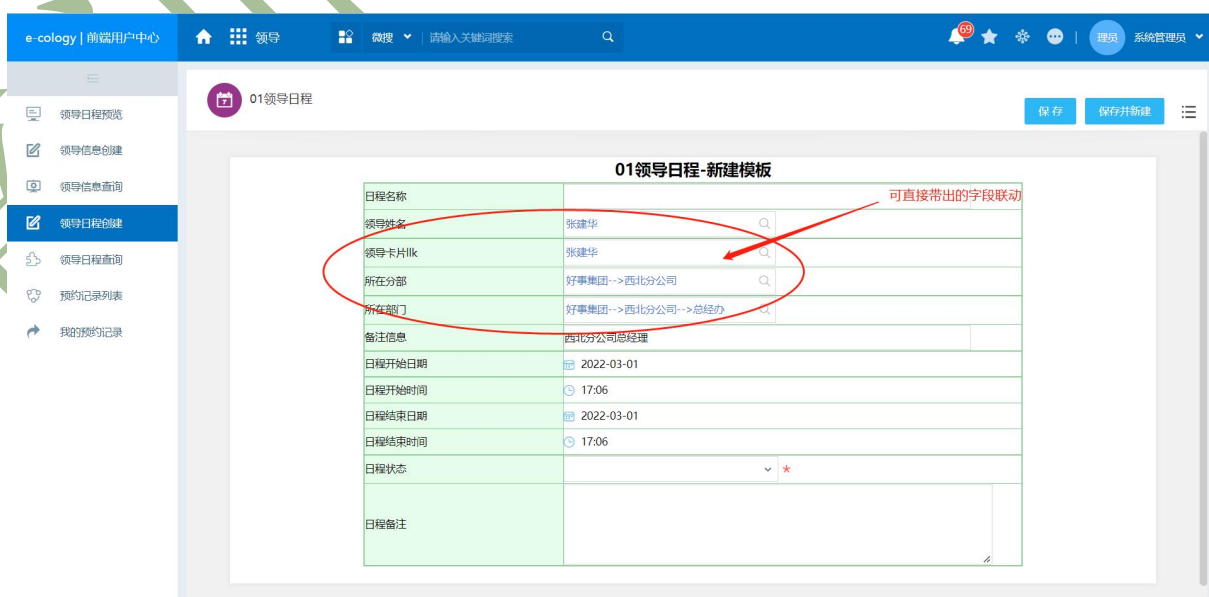 e-cology | 前端用户中心
领导
微搜
请输入关键词搜索
69
理员
系统管理员
领导日程预览
领导信息创建
领导信息查询
领导日程创建
领导日程查询
预约记录列表
我的预约记录
7
01领导日程
保存
保存并新建
01领导日程-新建模板
日程名称
可直接带出的字段联动
领导姓名
张建华
领导卡片llk
张建华
所在分部
好事集团-->西北分公司
所在部门
好事集团-->西北分公司-->总经办
备注信息
西北分公司总经理
日程开始日期
2022-03-01
日程开始时间
17:06
日程结束日期
2022-03-01
日程结束时间
17:06
日程状态
*
日程备注